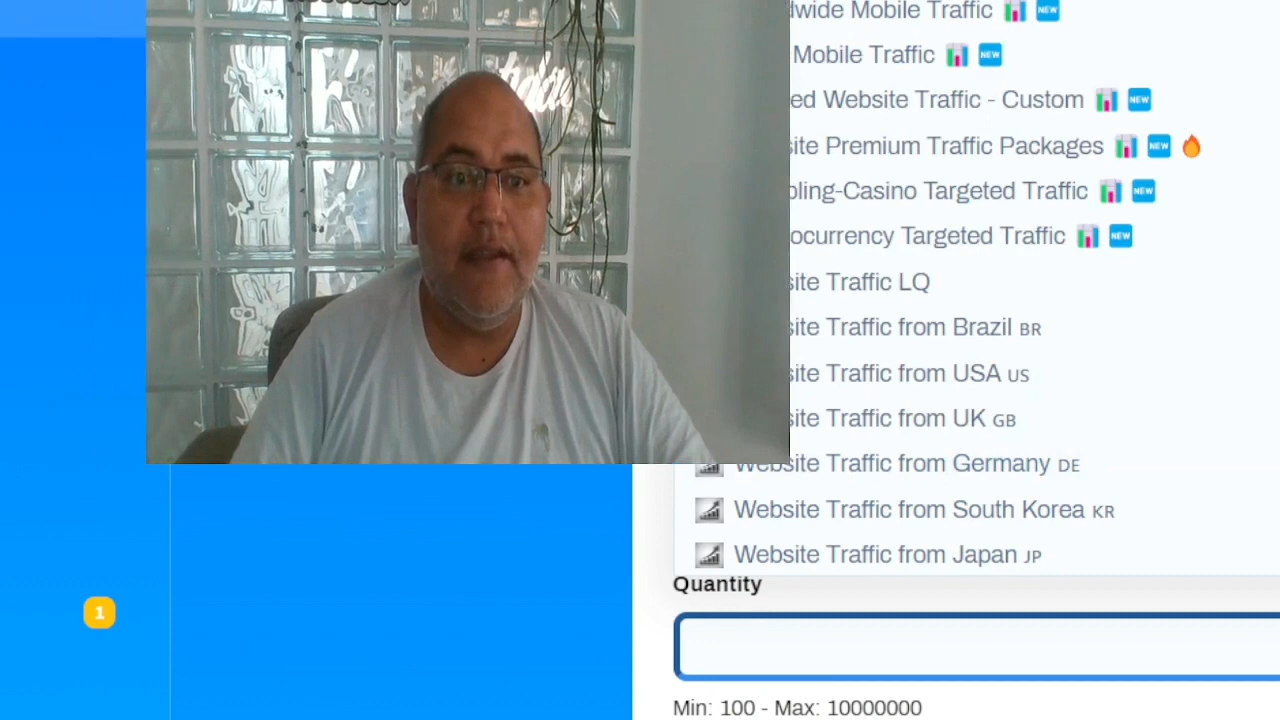 dwide Mobile Traffic NEW
Mobile Traffic NEW
ed Website Traffic - Custom NEW
site Premium Traffic Packages NEW
bling-Casino Targeted Traffic NEW
ocurrency Targeted Traffic NEW
site Traffic LQ
site Traffic from Brazil BR
site Traffic from USA US
site Traffic from UK GB
Website Traffic from Germany DE
Website Traffic from South Korea KR
Website Traffic from Japan JP
Quantity
1
Min: 100 - Max: 10000000